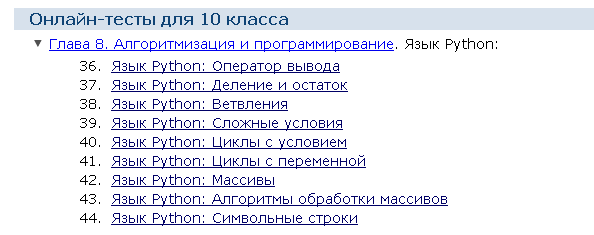 Онлайн-тесты для 10 класса
Глава 8. Алгоритмизация и программирование. Язык Python:
36. Язык Python: Оператор вывода
37. Язык Python: Деление и остаток
38. Язык Python: Ветвления
39. Язык Python: Сложные условия
40. Язык Python: Циклы с условием
41. Язык Python: Циклы с переменной
42. Язык Python: Массивы
43. Язык Python: Алгоритмы обработки массивов
44. Язык Python: Символьные строки